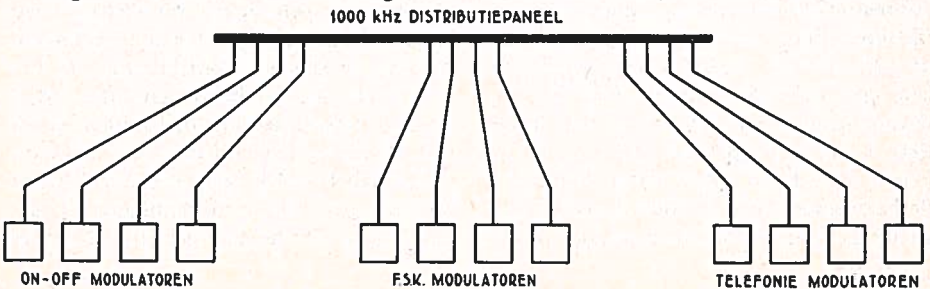 1000 kHz DISTRIBUTIEPANEEL
ON-OFF MODULATOREN
F.S.K. MODULATOREN
TELEFONIE MODULATOREN